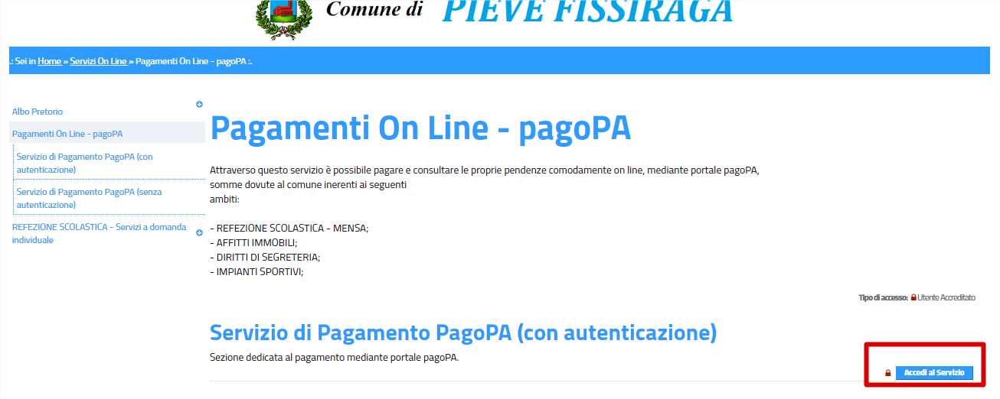 Comune di PIEVE FISSIRAGA
.: Sei in Home » Servizi On Line » Pagamenti On Line - pagoPA :.
Albo Pretorio
Pagamenti On Line - pagoPA
Servizio di Pagamento PagoPA (con
autenticazione)
Servizio di Pagamento PagoPA (senza
autenticazione)
REFEZIONE SCOLASTICA - Servizi a domanda
individuale
Pagamenti On Line - pagoPA
Attraverso questo servizio è possibile pagare e consultare le proprie pendenze comodamente on line, mediante portale pagoPA,
somme dovute al comune inerenti ai seguenti
ambiti:
- REFEZIONE SCOLASTICA - MENSA;
- AFFITTI IMMOBILI;
- DIRITTI DI SEGRETERIA;
- IMPIANTI SPORTIVI;
Tipo di accesso: Utente Accreditato
Servizio di Pagamento PagoPA (con autenticazione)
Sezione dedicata al pagamento mediante portale pagoPA.
Accedi al Servizio